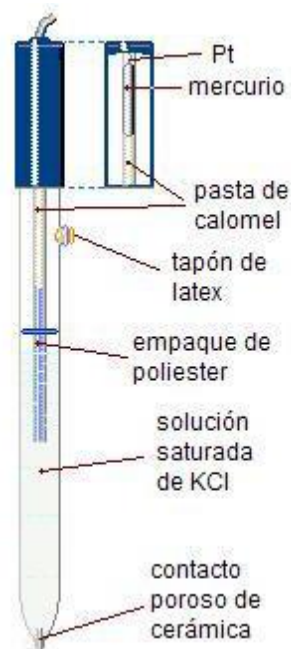 Pt
mercurio
pasta de
calomel
tapón de
latex
empaque de
poliester
solución
saturada
de KCl
contacto
poroso de
cerámica